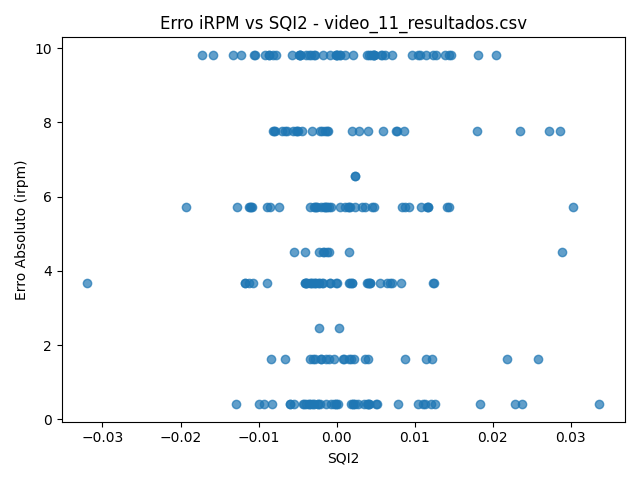 Erro iRPM vs SQI2 - video_11_resultados.csv
10
8
6
4
2
0
Erro Absoluto (irpm)
−0.03 −0.02 −0.01 0.00 0.01 0.02 0.03
SQI2